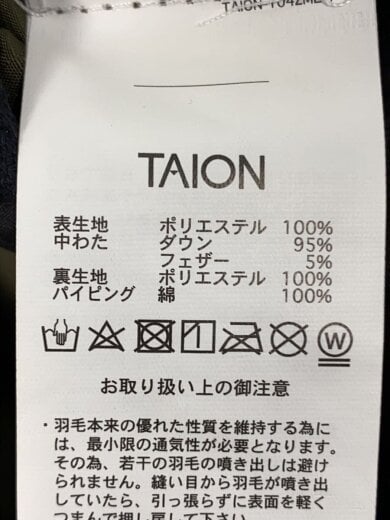 TAION
表生地 ポリエステル 100%
中わた ダウン 95%
フェザー 5%
裏生地 ポリエステル 100%
パイピング 綿 100%
W
お取り扱い上の御注意
・羽毛本来の優れた性質を維持する為に
は、最小限の通気性が必要となります。
その為、若干の羽毛の噴き出しは避け
られません。縫い目から羽毛が噴き出
していたら、引っ張らずに表面を軽く
つまんで押し戻して下さい。